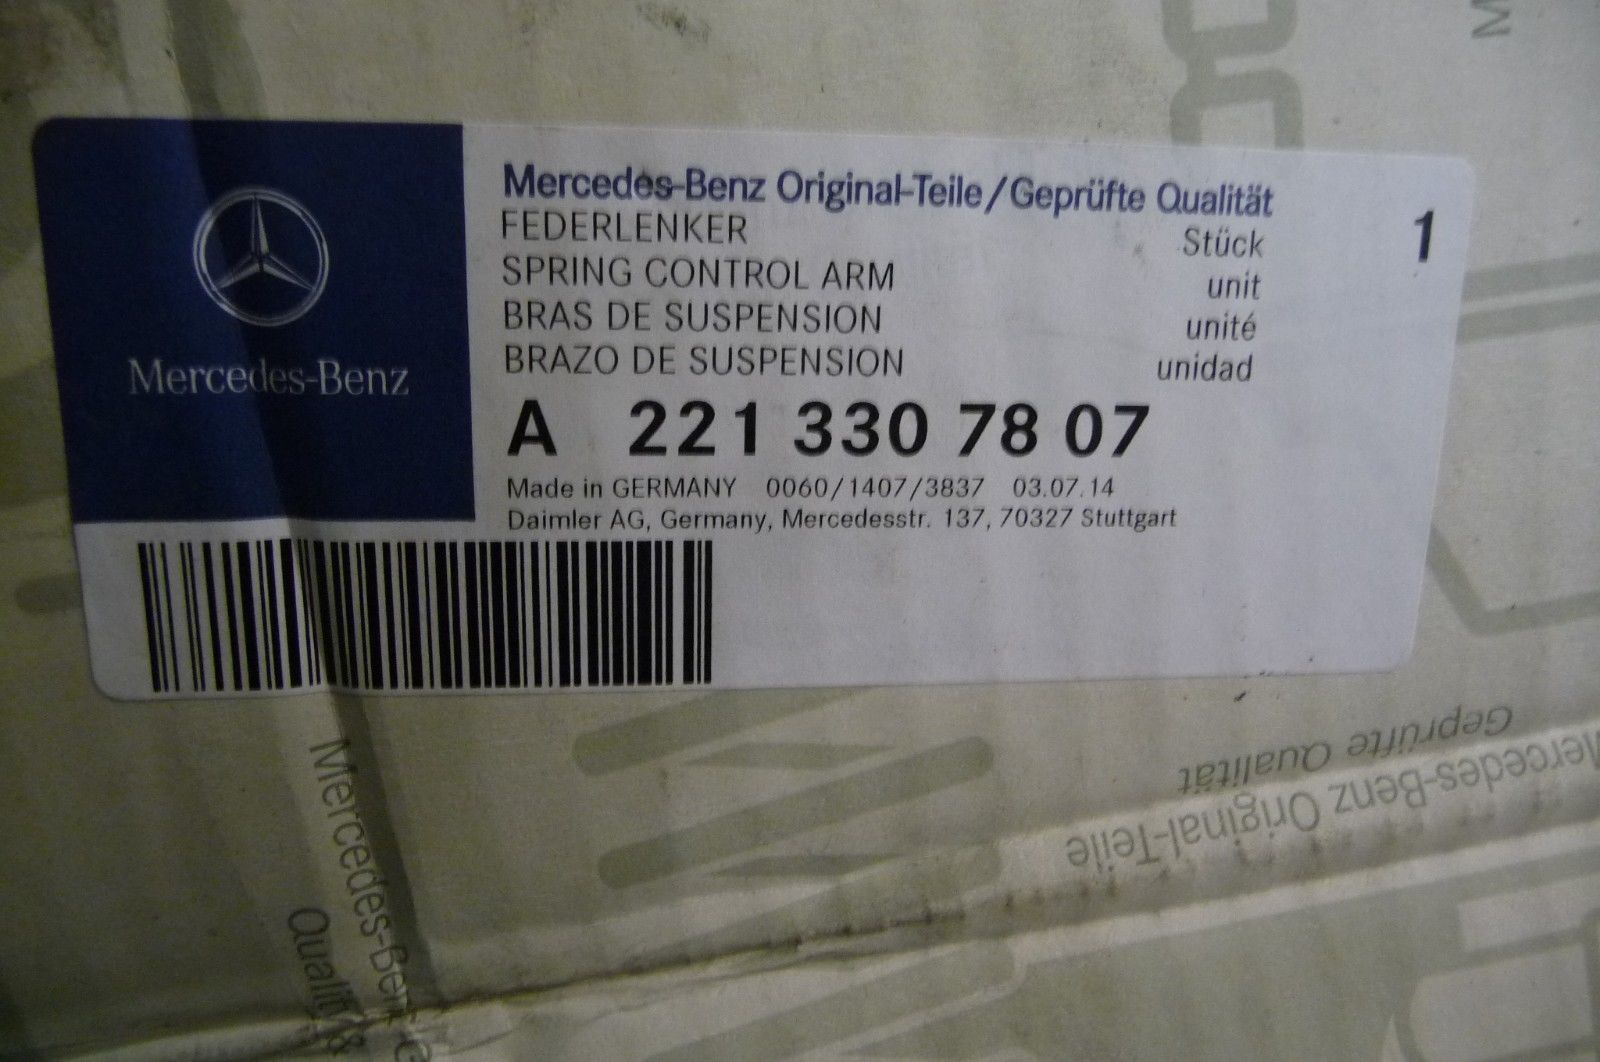 Mercedes-Benz
Mercedes-Benz Original-Teile/Geprüfte Qualität
FEDERLENKER Stück 1
SPRING CONTROL ARM unit
BRAS DE SUSPENSION unité
BRAZO DE SUSPENSION unidad
A 221 330 78 07
Made in GERMANY 0060/1407/3837 03.07.14
Daimler AG, Germany, Mercedesstr. 137, 70327 Stuttgart
Mercedes-Benz Original-Teile
Geprüfte Qualität
Mercedes-Benz
M